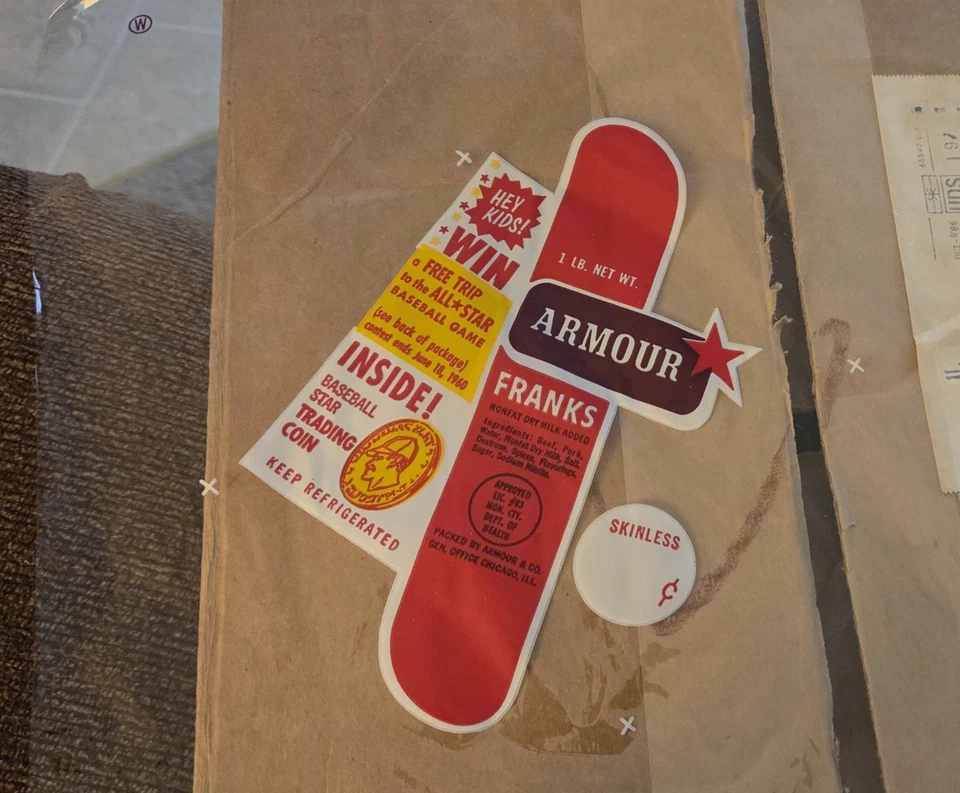 W
HEY
KIDS!
WIN
a FREE TRIP
to the ALL★STAR
BASEBALL GAME
(see back of package)
contest ends June 18, 1960
INSIDE!
BASEBALL
STAR
TRADING
COIN
KEEP REFRIGERATED
1 LB. NET WT.
ARMOUR
FRANKS
NONFAT DRY MILK ADDED
Ingredients: Beef, Pork,
Water, Nonfat Dry Milk, Salt,
Dextrose, Spices, Flavorings,
Sugar, Sodium Nitrite.
APPROVED
LIC. #83
MON. CTY.
DEPT. OF
HEALTH
PACKED BY ARMOUR & CO.
GEN. OFFICE CHICAGO, ILL.
SKINLESS
¢